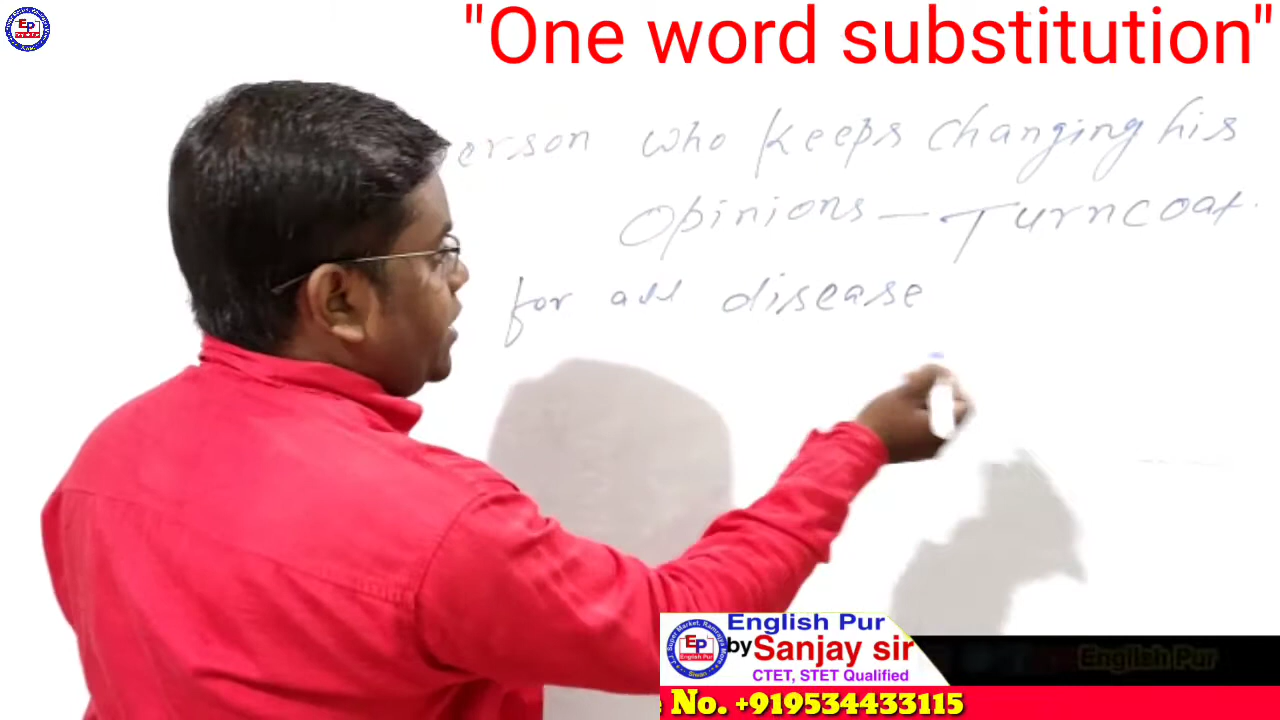 "One word substitution"
erson who keeps changing his
opinions – Turncoat.
for all disease
EP
English Pur
by Sanjay sir
CTET, STET Qualified
English Pur
No. +919534433115